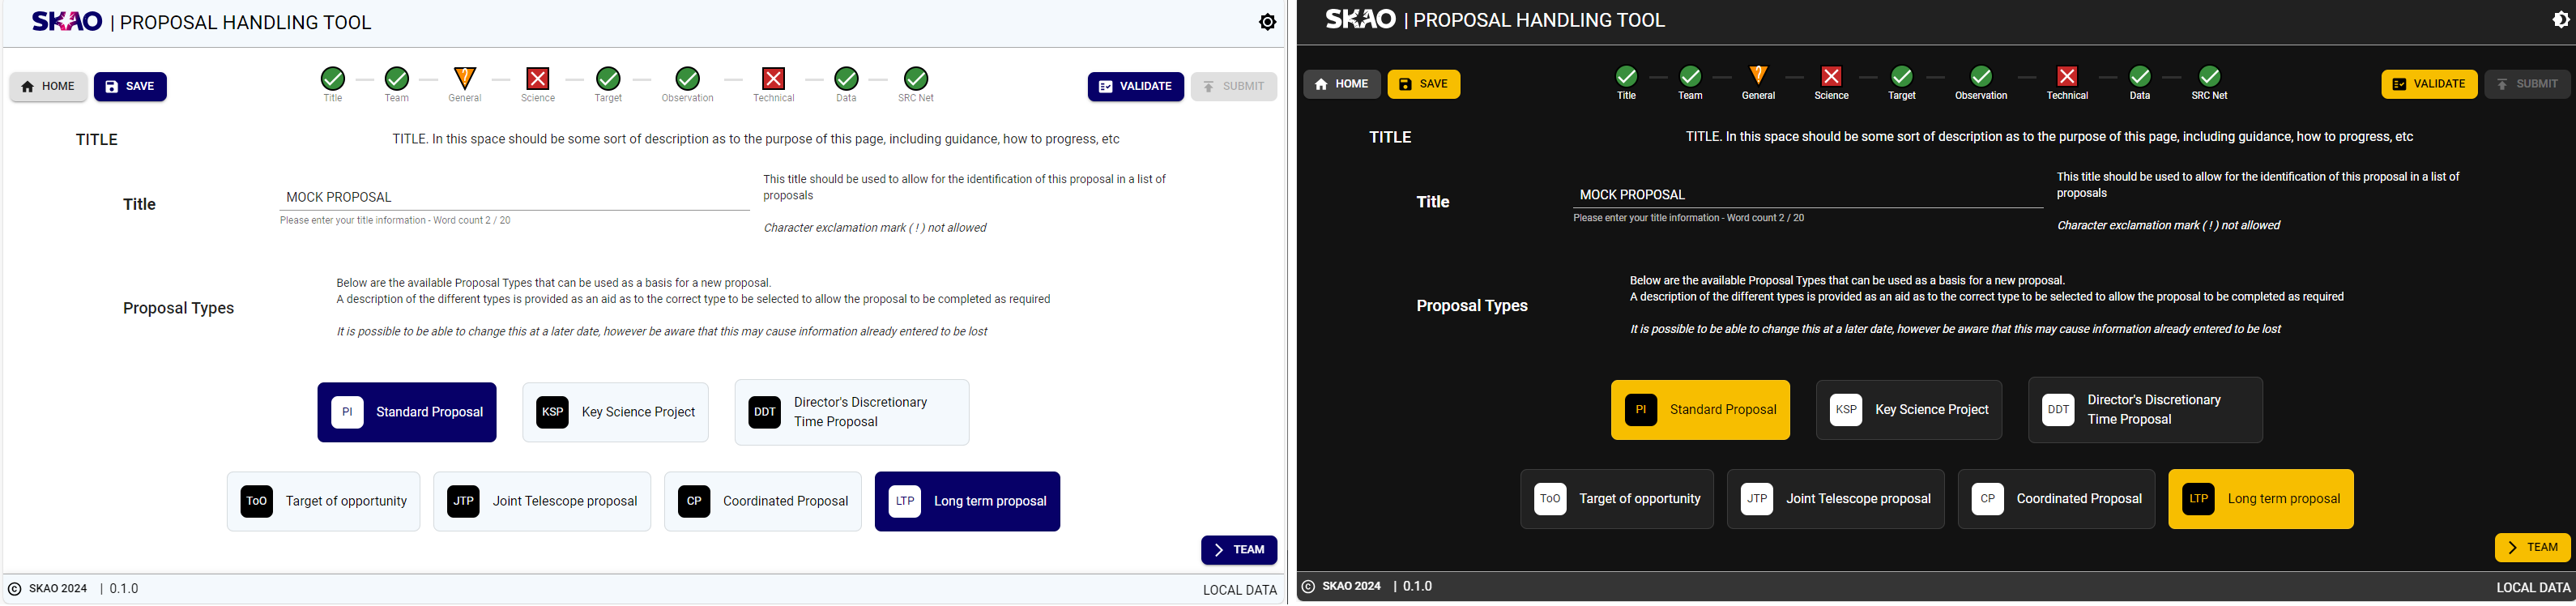 SKAO | PROPOSAL HANDLING TOOL
HOME SAVE
Title Team General Science Target Observation Technical Data SRC Net
VALIDATE SUBMIT
TITLE
TITLE. In this space should be some sort of description as to the purpose of this page, including guidance, how to progress, etc
Title
MOCK PROPOSAL
Please enter your title information - Word count 2 / 20
This title should be used to allow for the identification of this proposal in a list of
proposals
Character exclamation mark ( ! ) not allowed
Proposal Types
Below are the available Proposal Types that can be used as a basis for a new proposal.
A description of the different types is provided as an aid as to the correct type to be selected to allow the proposal to be completed as required
It is possible to be able to change this at a later date, however be aware that this may cause information already entered to be lost
PI Standard Proposal
KSP Key Science Project
DDT Director's Discretionary
Time Proposal
ToO Target of opportunity
JTP Joint Telescope proposal
CP Coordinated Proposal
LTP Long term proposal
TEAM
© SKAO 2024 | 0.1.0
LOCAL DATA
SKAO | PROPOSAL HANDLING TOOL
HOME SAVE
Title Team General Science Target Observation Technical Data SRC Net
VALIDATE SUBMIT
TITLE
TITLE. In this space should be some sort of description as to the purpose of this page, including guidance, how to progress, etc
Title
MOCK PROPOSAL
Please enter your title information - Word count 2 / 20
This title should be used to allow for the identification of this proposal in a list of
proposals
Character exclamation mark ( ! ) not allowed
Proposal Types
Below are the available Proposal Types that can be used as a basis for a new proposal.
A description of the different types is provided as an aid as to the correct type to be selected to allow the proposal to be completed as required
It is possible to be able to change this at a later date, however be aware that this may cause information already entered to be lost
PI Standard Proposal
KSP Key Science Project
DDT Director's Discretionary
Time Proposal
ToO Target of opportunity
JTP Joint Telescope proposal
CP Coordinated Proposal
LTP Long term proposal
TEAM
© SKAO 2024 | 0.1.0
LOCAL DATA